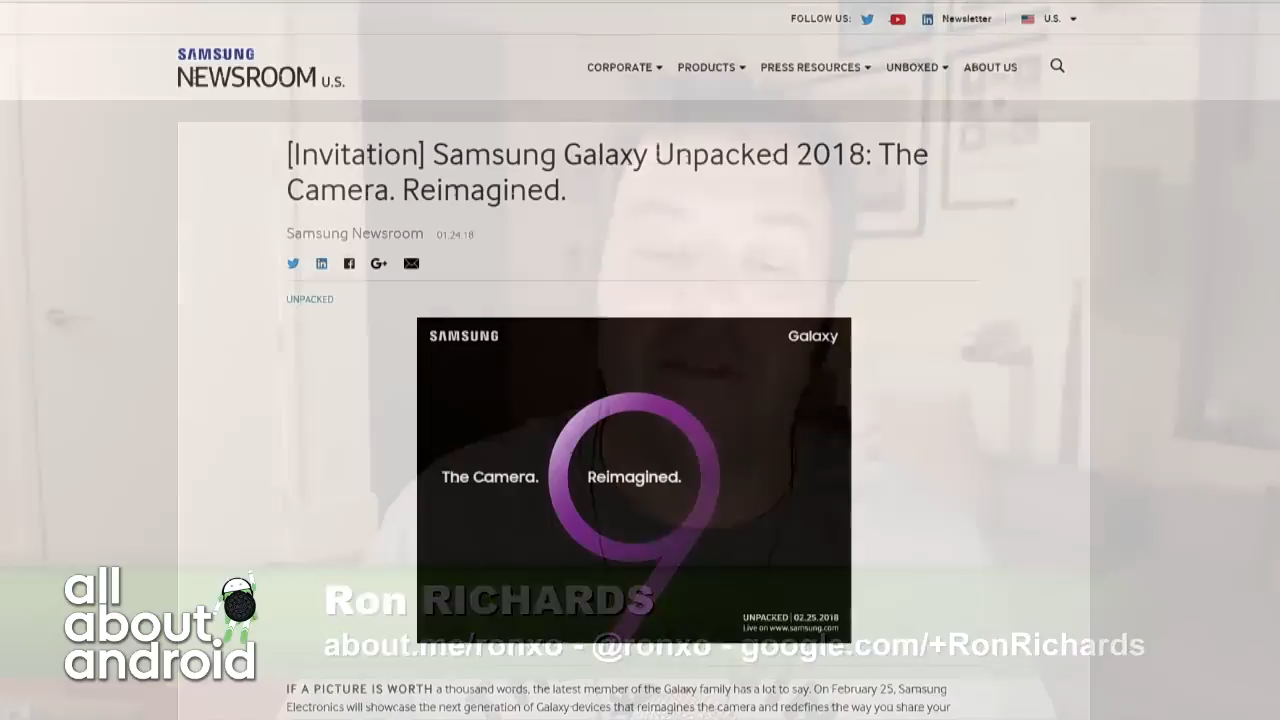 FOLLOW US: Newsletter U.S.
SAMSUNG
NEWSROOM U.S.
CORPORATE PRODUCTS PRESS RESOURCES UNBOXED ABOUT US
[Invitation] Samsung Galaxy Unpacked 2018: The
Camera. Reimagined.
Samsung Newsroom 01.24.18
UNPACKED
SAMSUNG Galaxy
The Camera. Reimagined.
9
UNPACKED | 02.25.2018
Live on www.samsung.com
all
about
android
Ron RICHARDS
about.me/ronxo - @ronxo - google.com/+RonRichards
IF A PICTURE IS WORTH a thousand words, the latest member of the Galaxy family has a lot to say. On February 25, Samsung
Electronics will showcase the next generation of Galaxy devices that reimagines the camera and redefines the way you share your